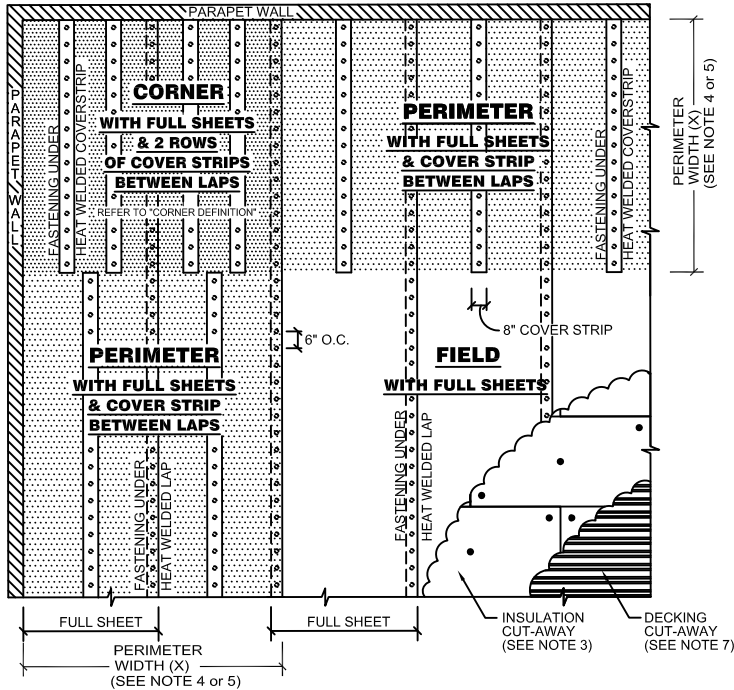 PARAPET WALL
PARAPET WALL
FASTENING UNDER
HEAT WELDED COVERSTRIP
CORNER
WITH FULL SHEETS
& 2 ROWS
OF COVER STRIPS
BETWEEN LAPS
REFER TO "CORNER DEFINITION"
PERIMETER
WITH FULL SHEETS
& COVER STRIP
BETWEEN LAPS
FASTENING UNDER
HEAT WELDED COVERSTRIP
PERIMETER
WIDTH (X)
(SEE NOTE 4 or 5)
8" COVER STRIP
6" O.C.
PERIMETER
WITH FULL SHEETS
& COVER STRIP
BETWEEN LAPS
FIELD
WITH FULL SHEETS
FASTENING UNDER
HEAT WELDED LAP
FASTENING UNDER
HEAT WELDED LAP
FULL SHEET
FULL SHEET
INSULATION
CUT-AWAY
(SEE NOTE 3)
DECKING
CUT-AWAY
(SEE NOTE 7)
PERIMETER
WIDTH (X)
(SEE NOTE 4 or 5)